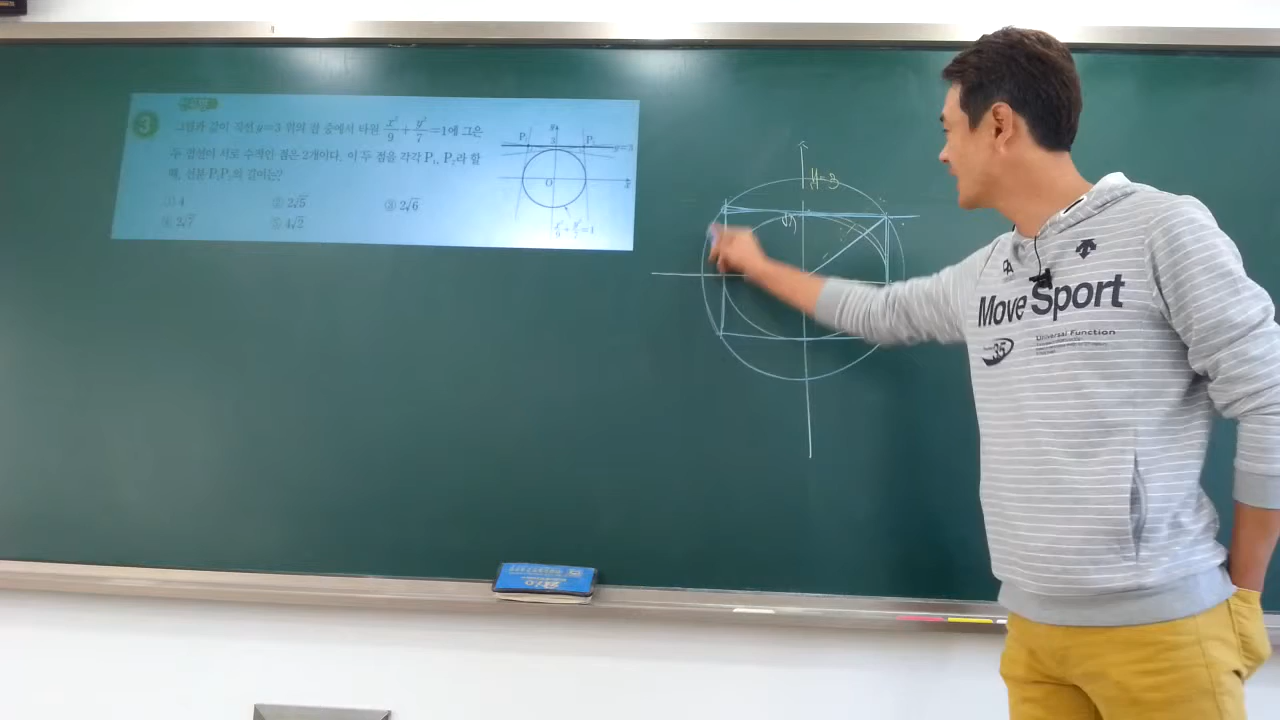 3
그림과 같이 직선 y=3 위의 점 중에서 타원 x²/9 + y²/7 =1에 그은
두 접선이 서로 수직인 점은 2개이다. 이 두 점을 각각 P₁, P₂라 할
때, 선분 P₁P₂의 길이는?
① 4 ② 2√5 ③ 2√6
④ 2√7 ⑤ 4√2
y
P₁ 3 P₂
y=3
O x
x²/9 + y²/7 =1
y=3
√7
Move Sport
Universal Function
35